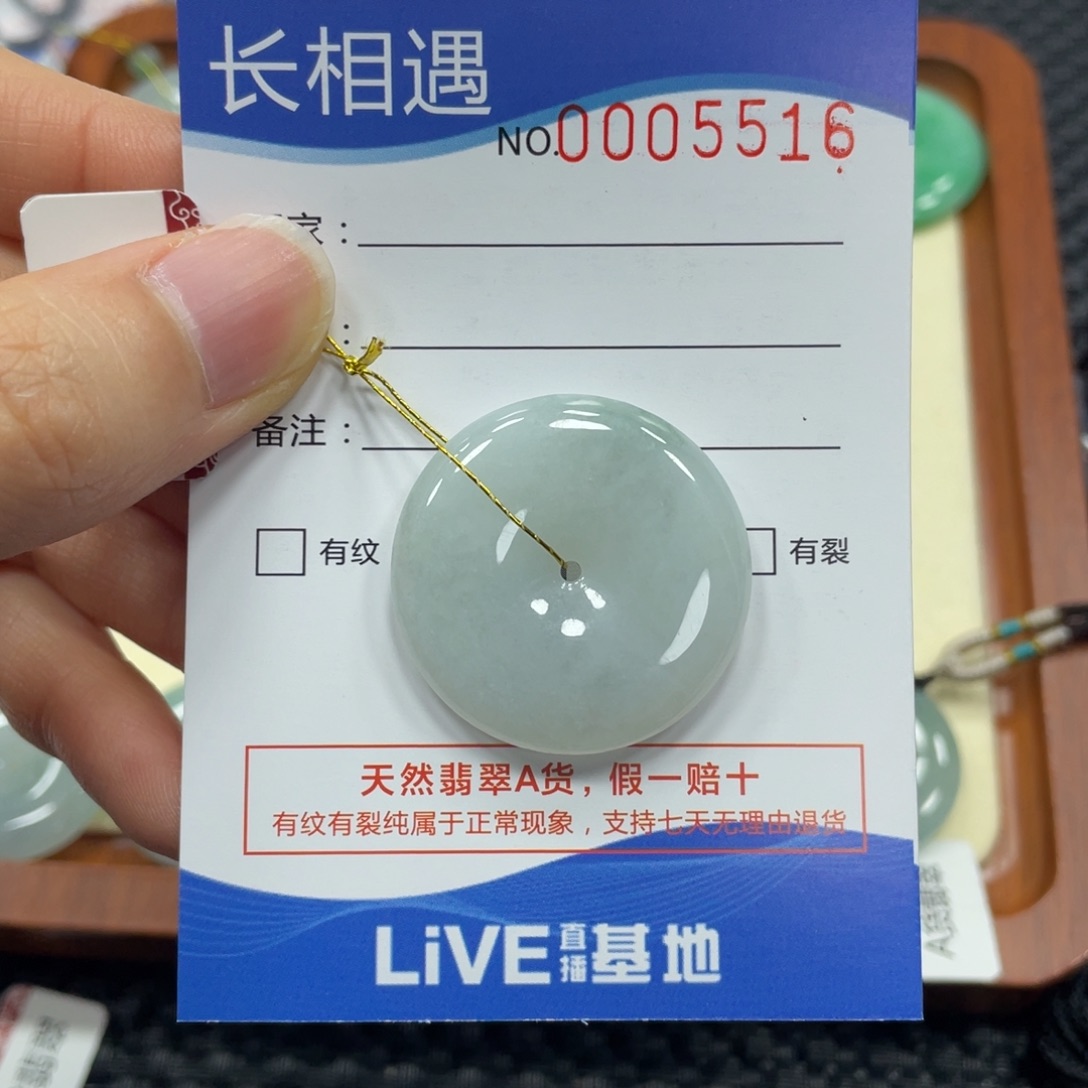 长相遇
NO.0005516
家：
：
备注：
有纹
有裂
天然翡翠A货，假一赔十
有纹有裂纯属于正常现象，支持七天无理由退货
LiVE直播基地